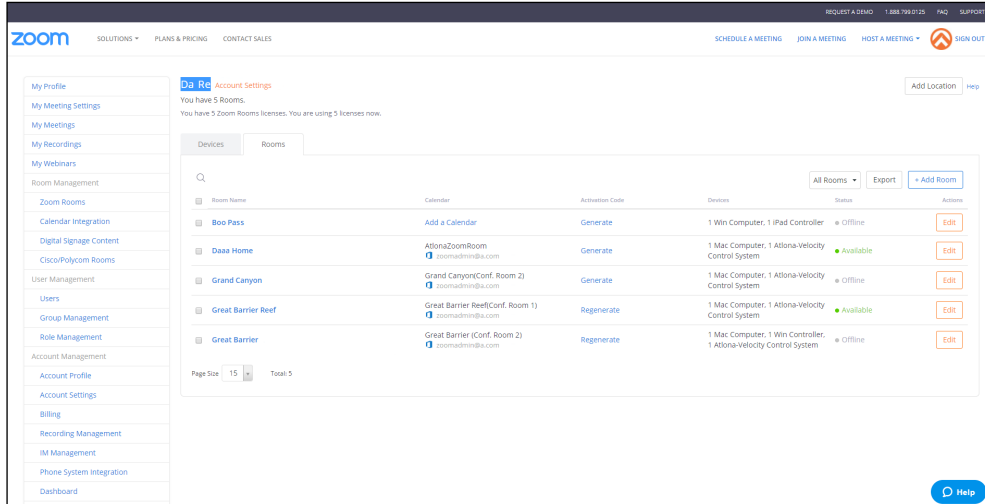 REQUEST A DEMO 1.888.799.0125 FAQ SUPPORT
zoom SOLUTIONS PLANS & PRICING CONTACT SALES SCHEDULE A MEETING JOIN A MEETING HOST A MEETING SIGN OUT
My Profile
My Meeting Settings
My Meetings
My Recordings
My Webinars
Room Management
Zoom Rooms
Calendar Integration
Digital Signage Content
Cisco/Polycom Rooms
User Management
Users
Group Management
Role Management
Account Management
Account Profile
Account Settings
Billing
Recording Management
IM Management
Phone System Integration
Dashboard
Da Re Account Settings
Add Location Help
You have 5 Rooms.
You have 5 Zoom Rooms licenses. You are using 5 licenses now.
Devices Rooms
All Rooms Export + Add Room
Room Name Calendar Activation Code Devices Status Actions
Boo Pass Add a Calendar Generate 1 Win Computer, 1 iPad Controller Offline Edit
Daaa Home AtlonaZoomRoom Generate 1 Mac Computer, 1 Atlona-Velocity Available Edit
zoomadmin@a.com Control System
Grand Canyon Grand Canyon(Conf. Room 2) Generate 1 Mac Computer, 1 Atlona-Velocity Offline Edit
zoomadmin@a.com Control System
Great Barrier Reef Great Barrier Reef(Conf. Room 1) Regenerate 1 Mac Computer, 1 Atlona-Velocity Available Edit
zoomadmin@a.com Control System
Great Barrier Great Barrier (Conf. Room 2) Regenerate 1 Mac Computer, 1 Win Controller, Offline Edit
zoomadmin@a.com 1 Atlona-Velocity Control System
Page Size 15 Total: 5
Help